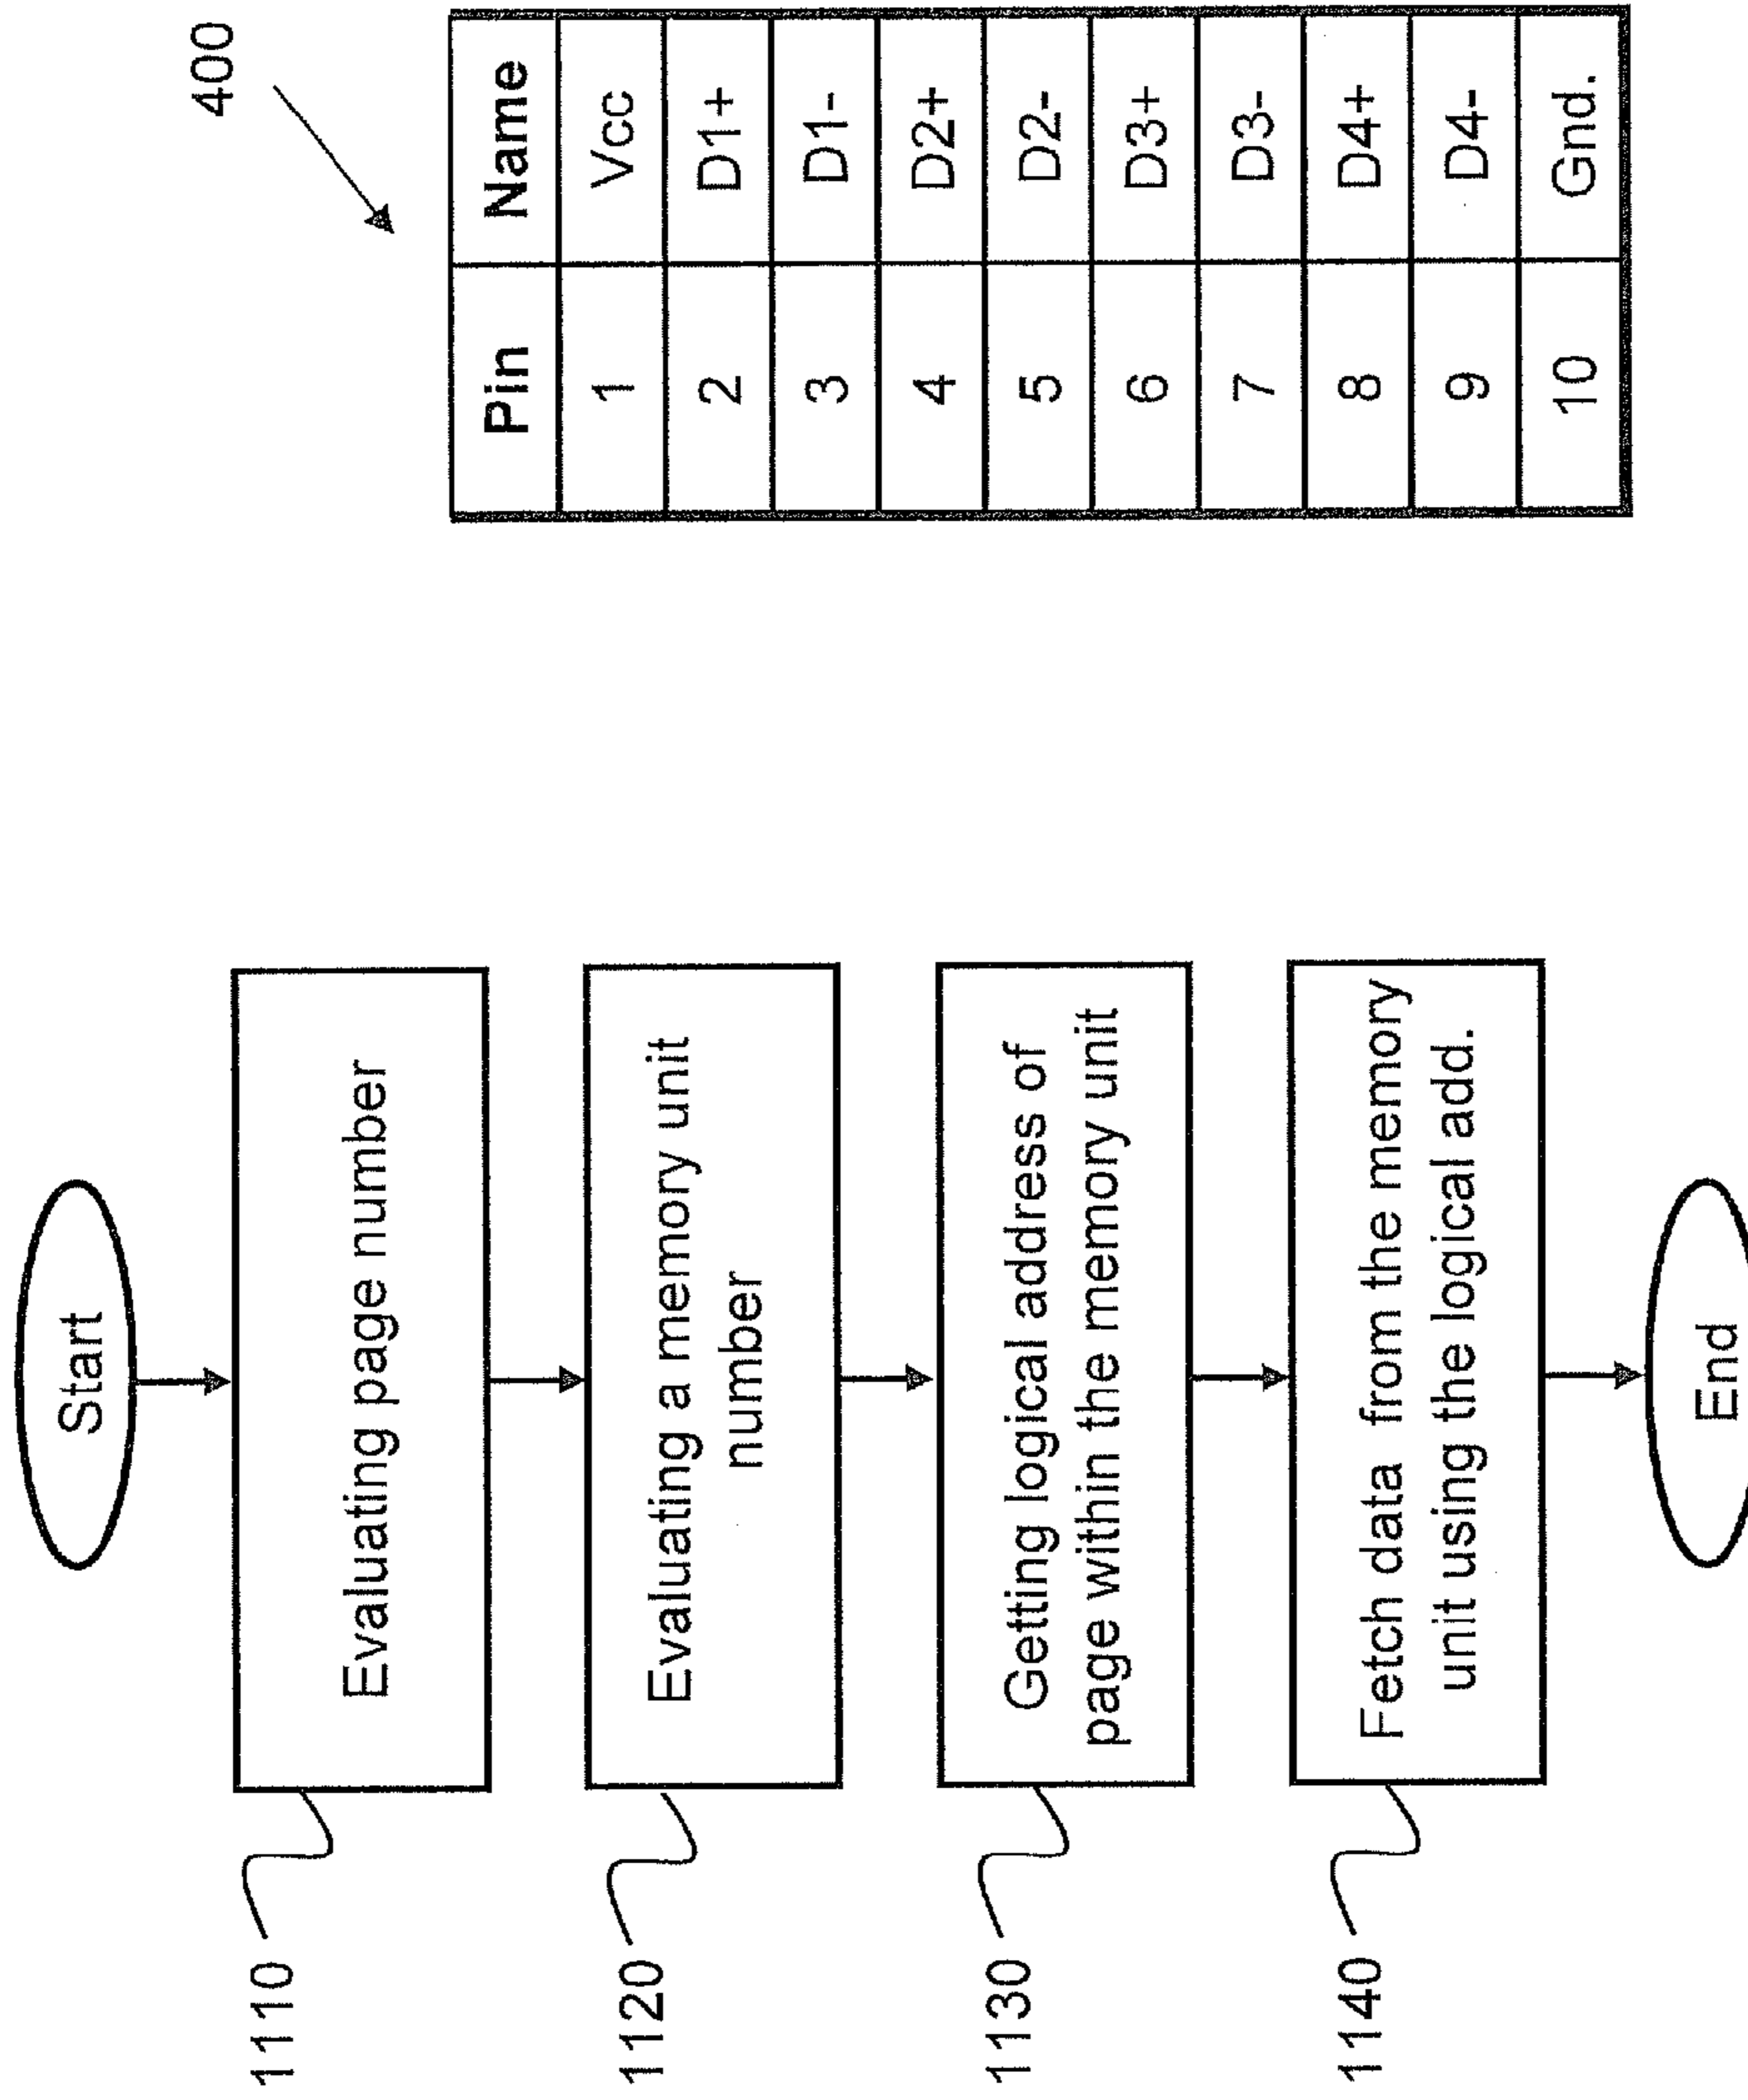 Start
1110
Evaluating page number
1120
Evaluating a memory unit
number
1130
Getting logical address of
page within the memory unit
1140
Fetch data from the memory
unit using the logical add.
End
400
Pin Name
1 Vcc
2 D1+
3 D1-
4 D2+
5 D2-
6 D3+
7 D3-
8 D4+
9 D4-
10 Gnd.